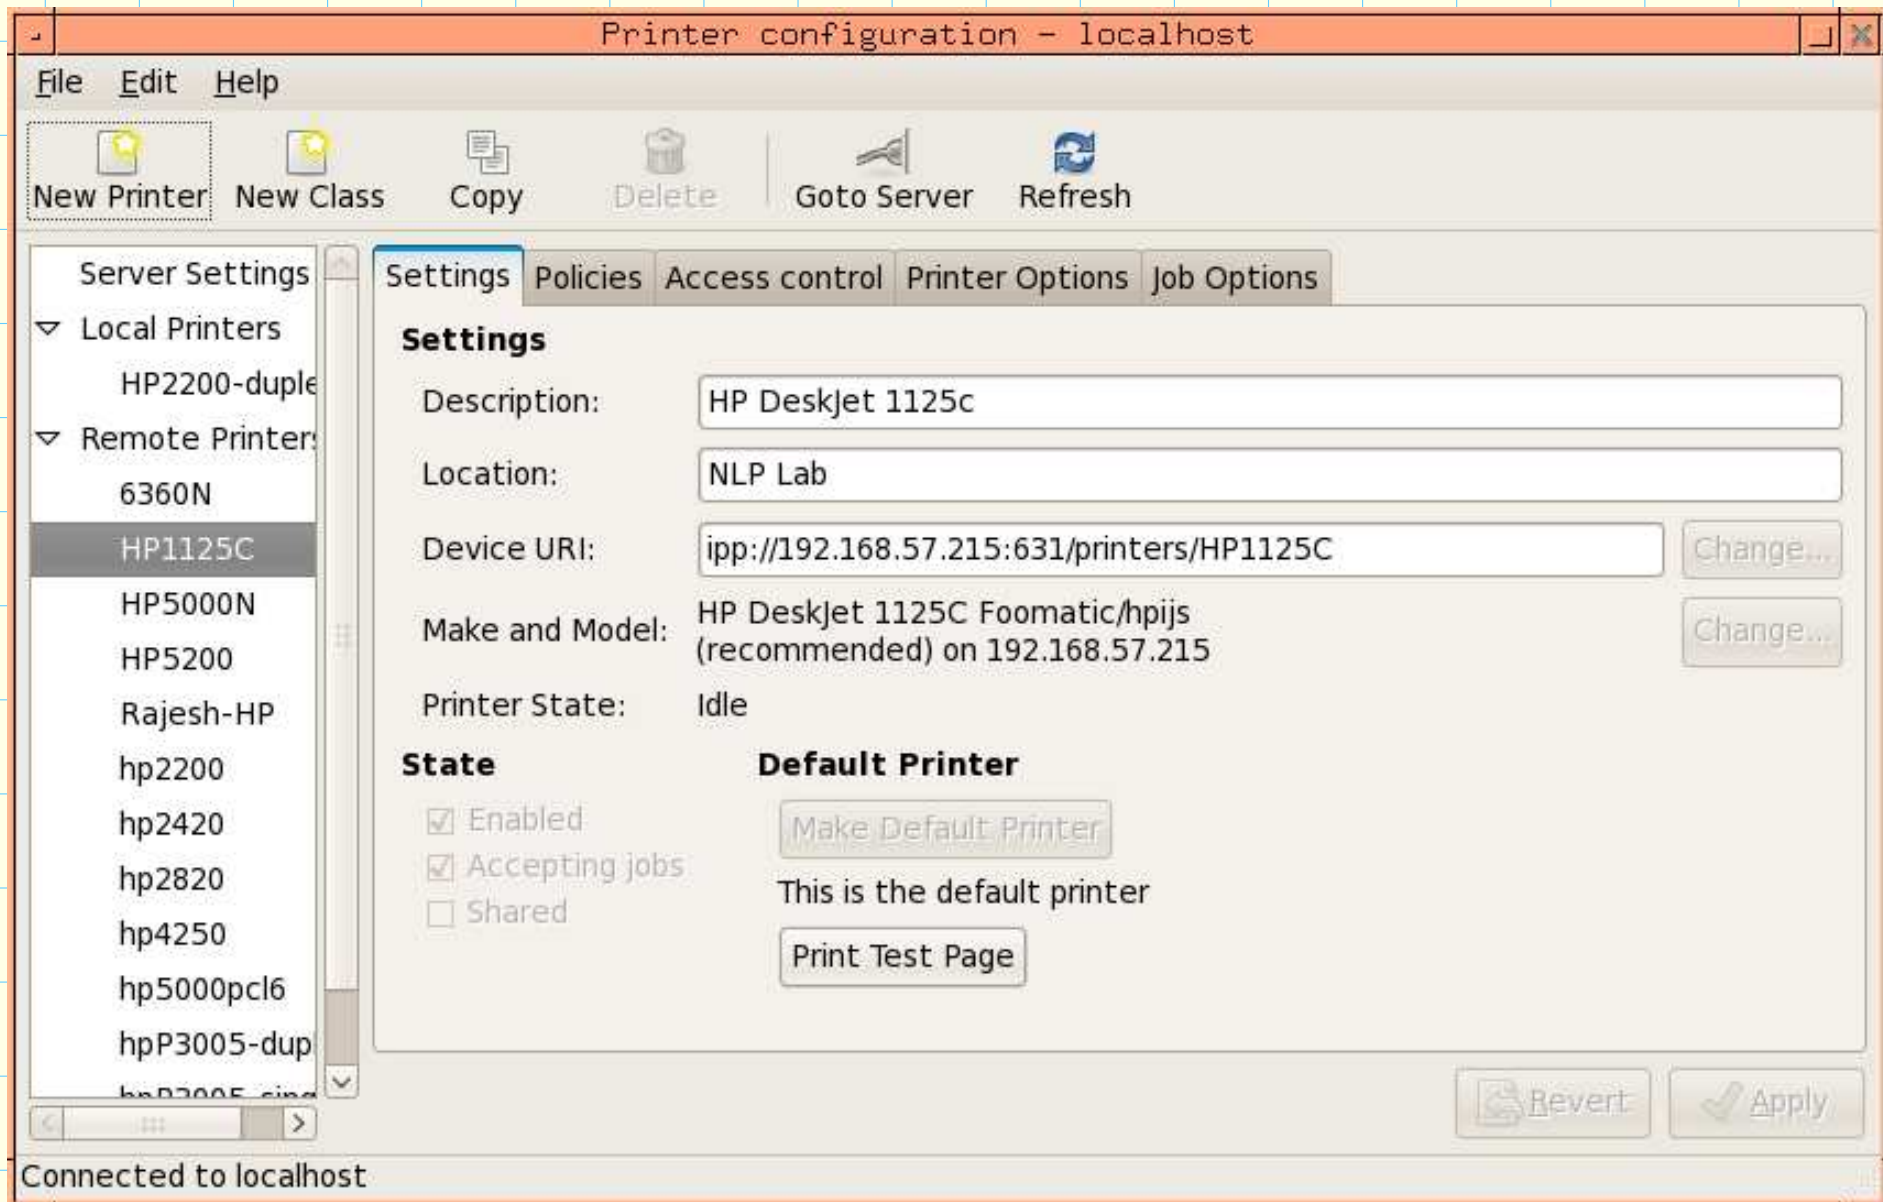 Printer configuration - localhost
File Edit Help
New Printer New Class Copy Delete Goto Server Refresh
Server Settings
Local Printers
HP2200-duple
Remote Printers
6360N
HP1125C
HP5000N
HP5200
Rajesh-HP
hp2200
hp2420
hp2820
hp4250
hp5000pcl6
hpP3005-dup
Settings Policies Access control Printer Options Job Options
Settings
Description: HP DeskJet 1125c
Location: NLP Lab
Device URI: ipp://192.168.57.215:631/printers/HP1125C Change...
Make and Model: HP DeskJet 1125C Foomatic/hpijs
(recommended) on 192.168.57.215 Change...
Printer State: Idle
State Default Printer
Enabled Make Default Printer
Accepting jobs
Shared
This is the default printer
Print Test Page
Revert Apply
Connected to localhost